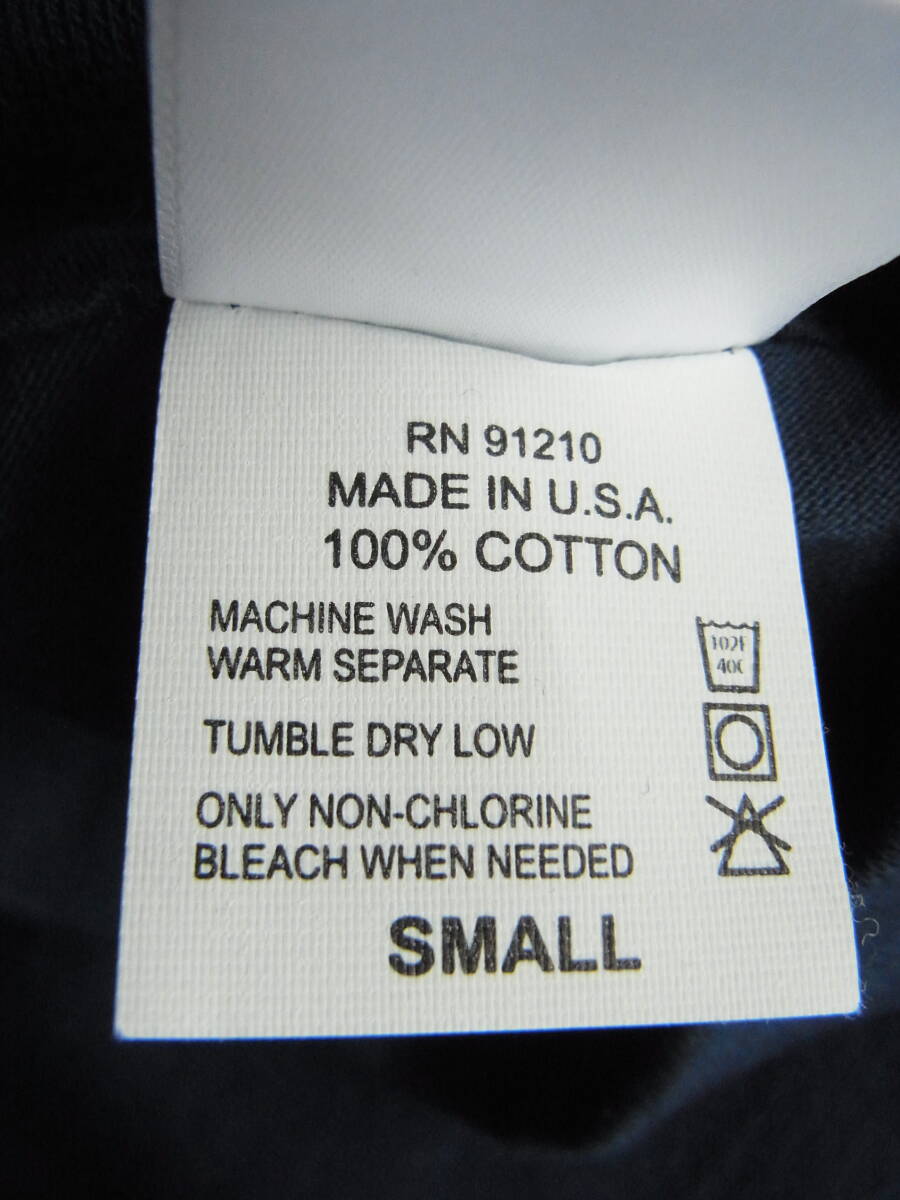 RN 91210
MADE IN U.S.A.
100% COTTON
MACHINE WASH
WARM SEPARATE
102F
40C
TUMBLE DRY LOW
ONLY NON-CHLORINE
BLEACH WHEN NEEDED
SMALL